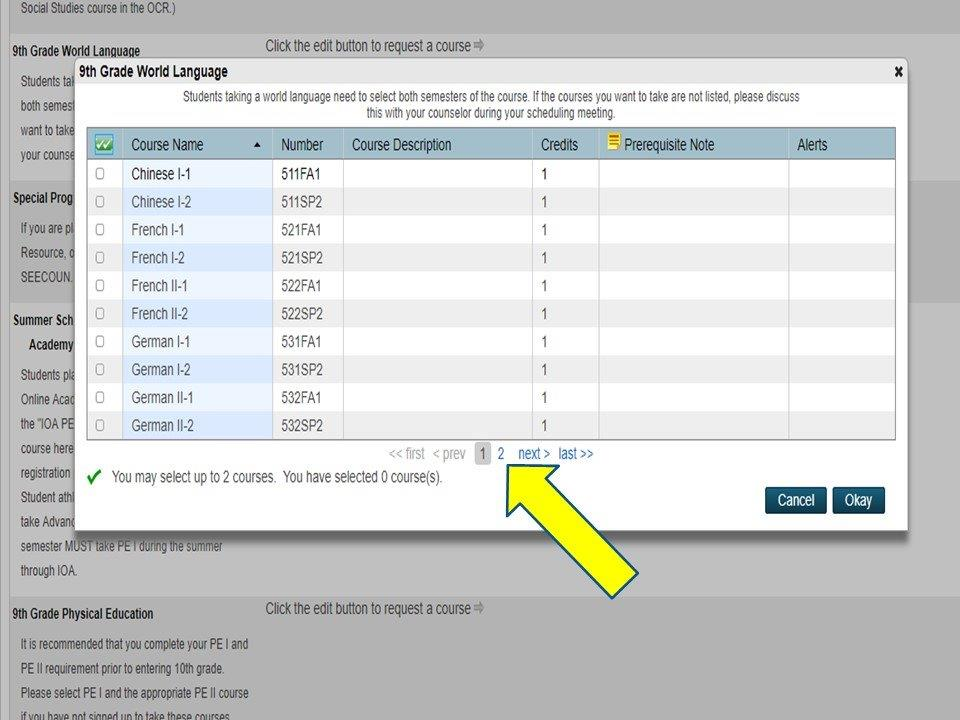 Social Studies course in the OCR.)
9th Grade World Language
Click the edit button to request a course
Students
both
want to take
your
Special
If you are
Resource,
SEECOUN.
Summer
Academy
Students
Online
the "IOA PE
course here
registration
Student
take
semester MUST take PE I during the summer
through IOA.
9th Grade World Language
Students taking a world language need to select both semesters of the course. If the courses you want to take are not listed, please discuss
this with your counselor during your scheduling meeting.
Course Name Number Course Description Credits Prerequisite Note Alerts
Chinese I-1 511FA1 1
Chinese I-2 511SP2 1
French I-1 521FA1 1
French I-2 521SP2 1
French II-1 522FA1 1
French II-2 522SP2 1
German I-1 531FA1 1
German I-2 531SP2 1
German II-1 532FA1 1
German II-2 532SP2 1
<< first < prev 1 2 next > last >>
You may select up to 2 courses. You have selected 0 course(s).
Cancel Okay
9th Grade Physical Education
Click the edit button to request a course
It is recommended that you complete your PE I and
PE II requirement prior to entering 10th grade.
Please select PE I and the appropriate PE II course
if you have not signed up to take these courses